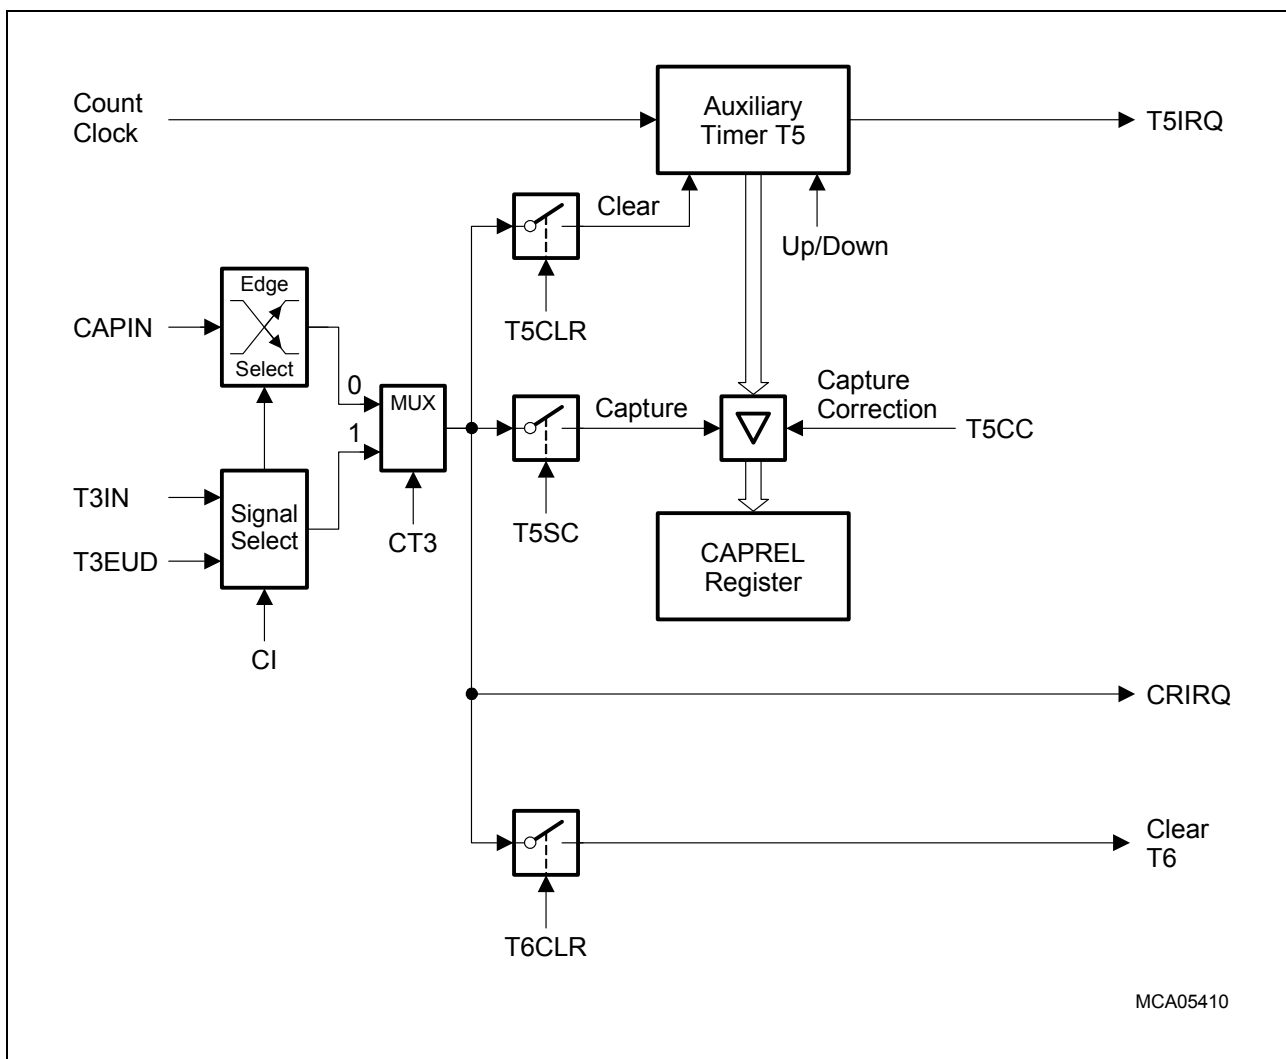 Count
Clock
Auxiliary
Timer T5
T5IRQ
Clear
Up/Down
T5CLR
Edge
Select
CAPIN
0
1
MUX
Capture
Capture
Correction
T5CC
T3IN
T3EUD
Signal
Select
CT3
T5SC
CAPREL
Register
CI
CRIRQ
Clear
T6
T6CLR
MCA05410